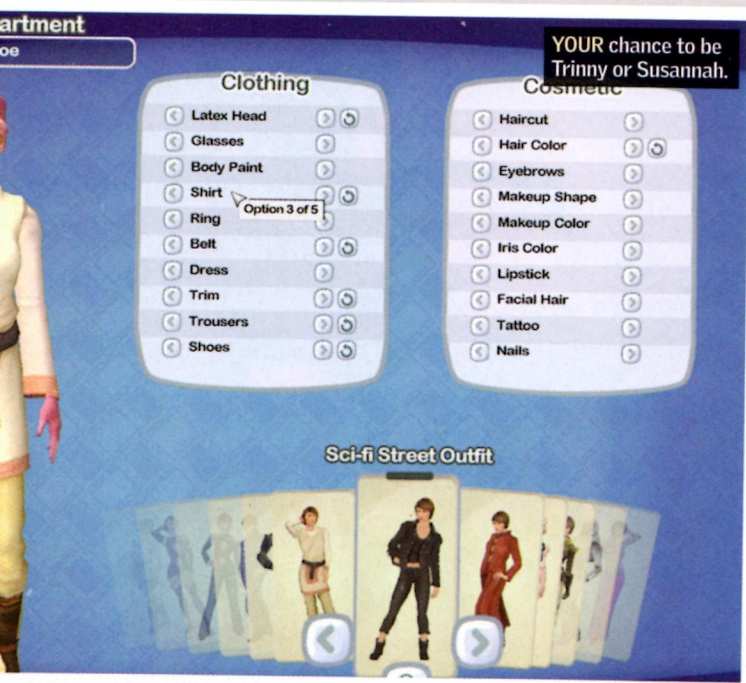 artment
oe
YOUR chance to be
Trinny or Susannah.
Clothing
Latex Head
Glasses
Body Paint
Shirt
Option 3 of 5
Ring
Belt
Dress
Trim
Trousers
Shoes
Cosmetic
Haircut
Hair Color
Eyebrows
Makeup Shape
Makeup Color
Iris Color
Lipstick
Facial Hair
Tattoo
Nails
Sci-fi Street Outfit